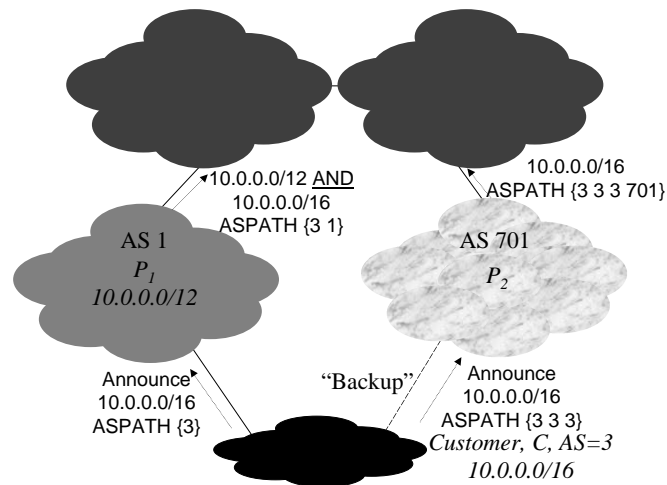 10.0.0.0/12 AND
10.0.0.0/16
ASPATH {3 1}
10.0.0.0/16
ASPATH {3 3 3 701}
AS 1
P1
10.0.0.0/12
AS 701
P2
Announce
10.0.0.0/16
ASPATH {3}
“Backup”
Announce
10.0.0.0/16
ASPATH {3 3 3}
Customer, C, AS=3
10.0.0.0/16